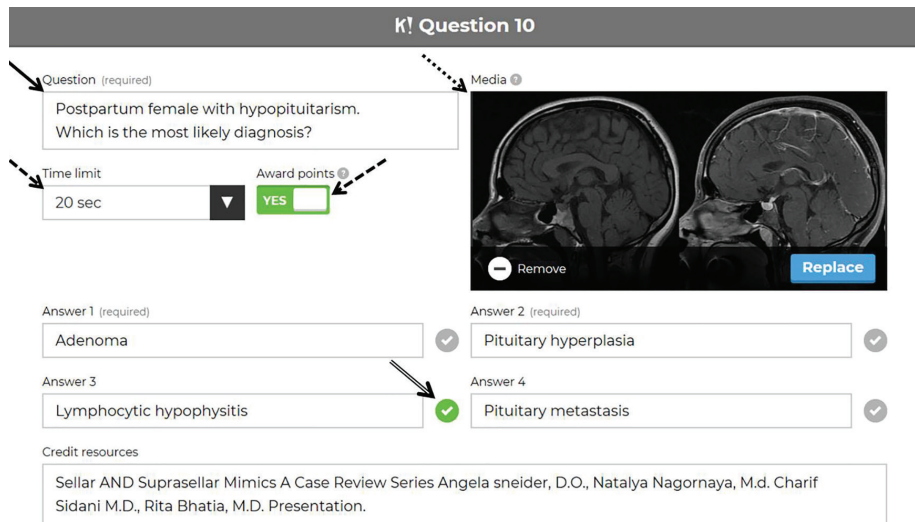 K! Question 10
Question (required)
Media ?
Postpartum female with hypopituitarism.
Which is the most likely diagnosis?
Time limit
Award points ?
20 sec
YES
Remove
Replace
Answer 1 (required)
Answer 2 (required)
Adenoma
Pituitary hyperplasia
Answer 3
Answer 4
Lymphocytic hypophysitis
Pituitary metastasis
Credit resources
Sellar AND Suprasellar Mimics A Case Review Series Angela sneider, D.O., Natalya Nagornaya, M.d. Charif
Sidani M.D., Rita Bhatia, M.D. Presentation.